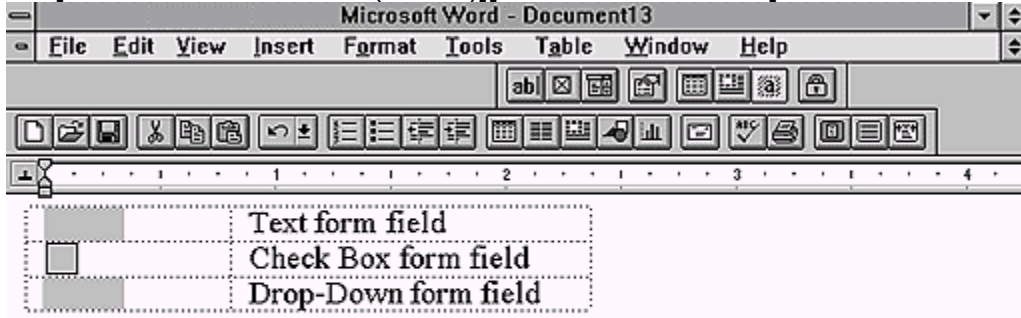 Microsoft Word - Document13
File Edit View Insert Format Tools Table Window Help
ab|
a
1 2 3 4
Text form field
Check Box form field
Drop-Down form field